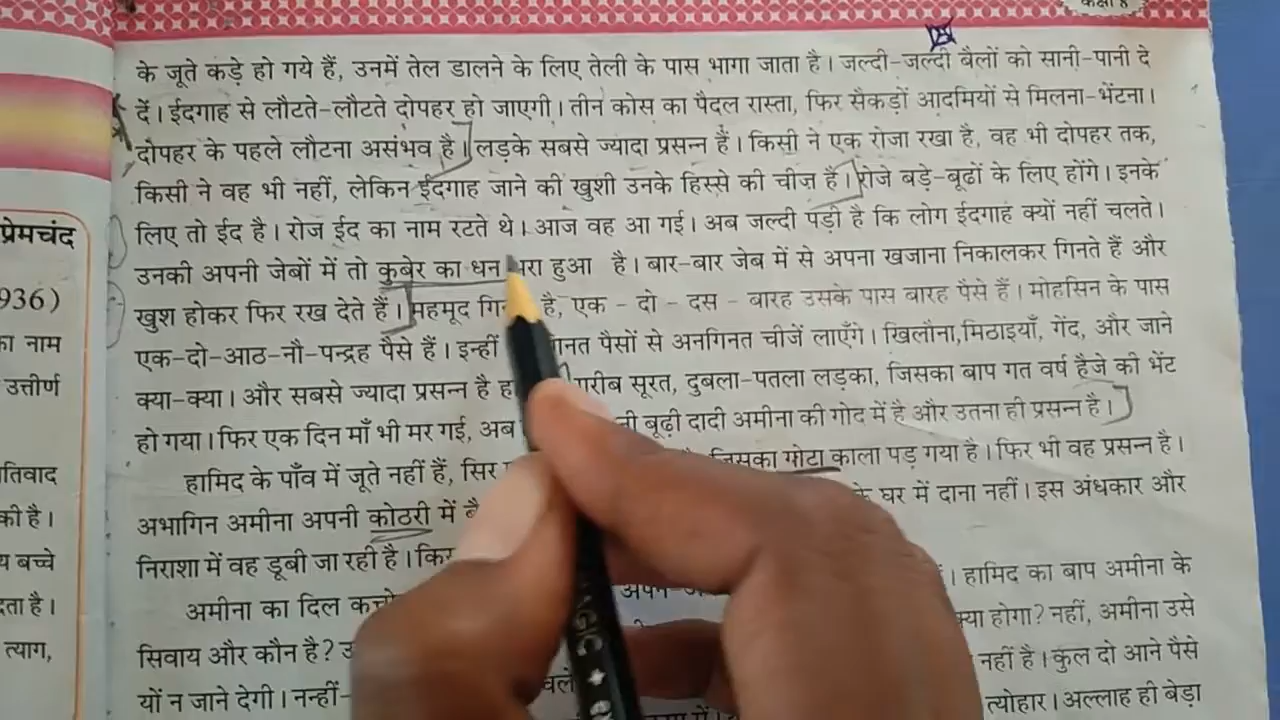 कक्षा 8
के जूते कड़े हो गये हैं, उनमें तेल डालने के लिए तेली के पास भागा जाता है। जल्दी-जल्दी बैलों को सानी-पानी दे
दें। ईदगाह से लौटते-लौटते दोपहर हो जाएगी। तीन कोस का पैदल रास्ता, फिर सैकड़ों आदमियों से मिलना-भेंटना।
दोपहर के पहले लौटना असंभव है। लड़के सबसे ज्यादा प्रसन्न हैं। किसी ने एक रोजा रखा है, वह भी दोपहर तक,
किसी ने वह भी नहीं, लेकिन ईदगाह जाने की खुशी उनके हिस्से की चीज है। रोजे बड़े-बूढों के लिए होंगे। इनके
लिए तो ईद है। रोज ईद का नाम रटते थे। आज वह आ गई। अब जल्दी पड़ी है कि लोग ईदगाह क्यों नहीं चलते।
उनकी अपनी जेबों में तो कुबेर का धन हुआ है। बार-बार जेब में से अपना खजाना निकालकर गिनते हैं और
खुश होकर फिर रख देते हैं। महमूद है, एक - दो - दस - बारह उसके पास बारह पैसे हैं। मोहसिन के पास
एक-दो-आठ-नौ-पन्द्रह पैसे हैं। इन्हीं पैसों से अनगिनत चीजें लाएँगे। खिलौना,मिठाइयाँ, गेंद, और जाने
क्या-क्या। और सबसे ज्यादा प्रसन्न है गरीब सूरत, दुबला-पतला लड़का, जिसका बाप गत वर्ष हैजे की भेंट
हो गया। फिर एक दिन माँ भी मर गई, अब बूढ़ी दादी अमीना की गोद में है और उतना ही प्रसन्न है।
हामिद के पाँव में जूते नहीं हैं, सिर जिसका गोटा काला पड़ गया है। फिर भी वह प्रसन्न है।
अभागिन अमीना अपनी कोठरी में के घर में दाना नहीं। इस अंधकार और
निराशा में वह डूबी जा रही है। हामिद का बाप अमीना के
अमीना का दिल क्या होगा? नहीं, अमीना उसे
सिवाय और कौन है? नहीं है। कुल दो आने पैसे
यों न जाने देगी। नन्हीं- त्योहार। अल्लाह ही बेड़ा
प्रेमचंद
936)
नाम
उत्तीर्ण
की है।
बच्चे
है।
त्याग,